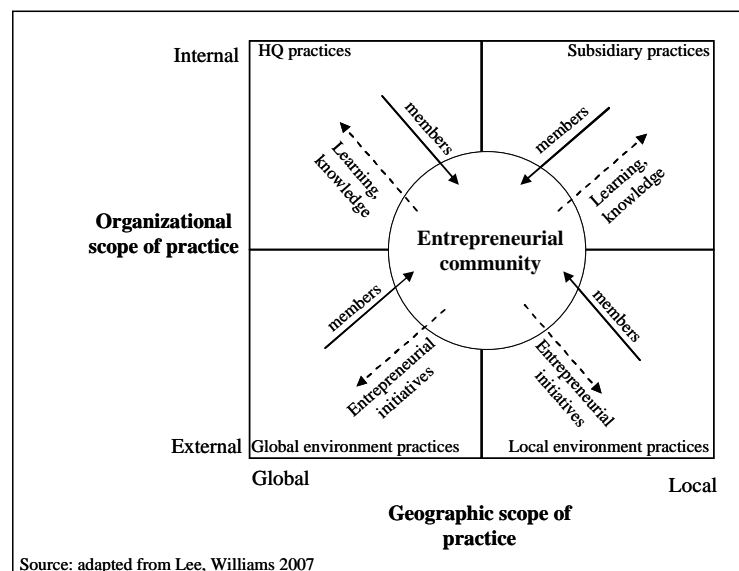 Internal
HQ practices
Subsidiary practices
members
members
Learning,
knowledge
Learning,
knowledge
Organizational
scope of practice
Entrepreneurial
community
members
members
Entrepreneurial
initiatives
Entrepreneurial
initiatives
External
Global environment practices
Local environment practices
Global
Local
Geographic scope of
practice
Source: adapted from Lee, Williams 2007